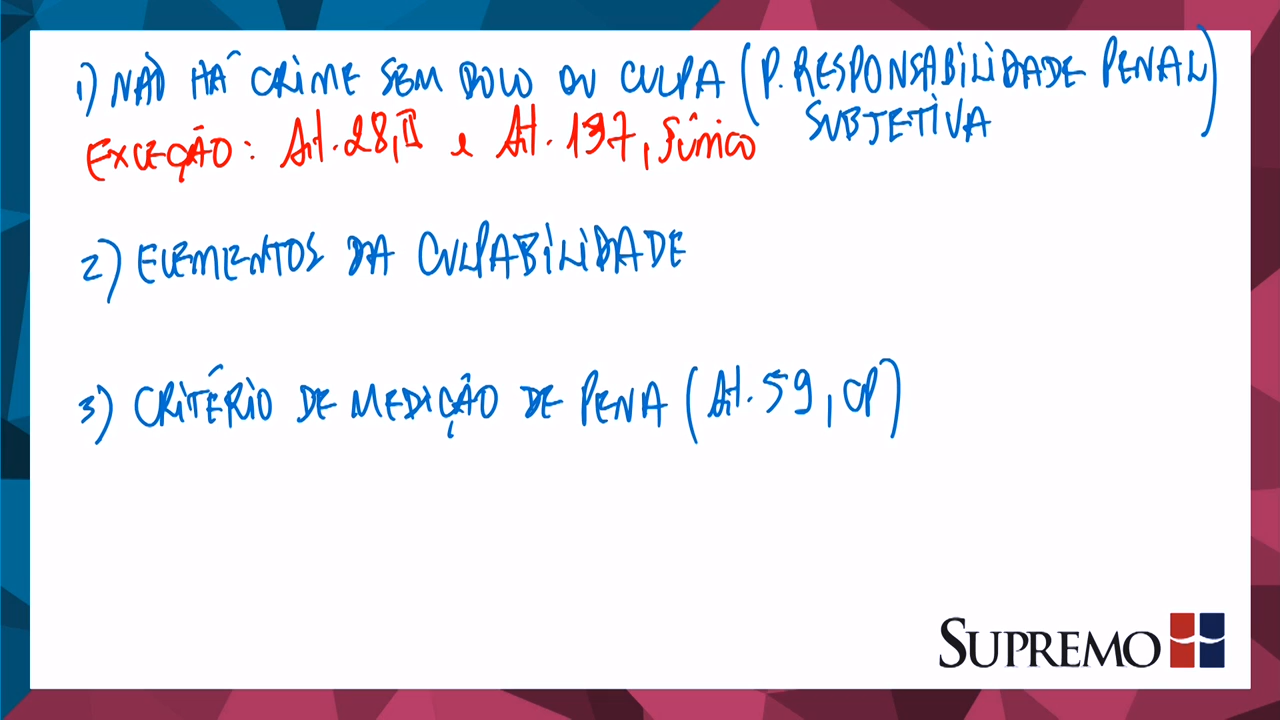 1) NÃO HÁ CRIME SEM DOLO OU CULPA (P. RESPONSABILIDADE PENAL
SUBJETIVA)
EXCEÇÃO: Art. 28, II e Art. 137, § único
2) ELEMENTOS DA CULPABILIDADE
3) CRITÉRIO DE MEDIÇÃO DE PENA (Art. 59, CP)
SUPREMO